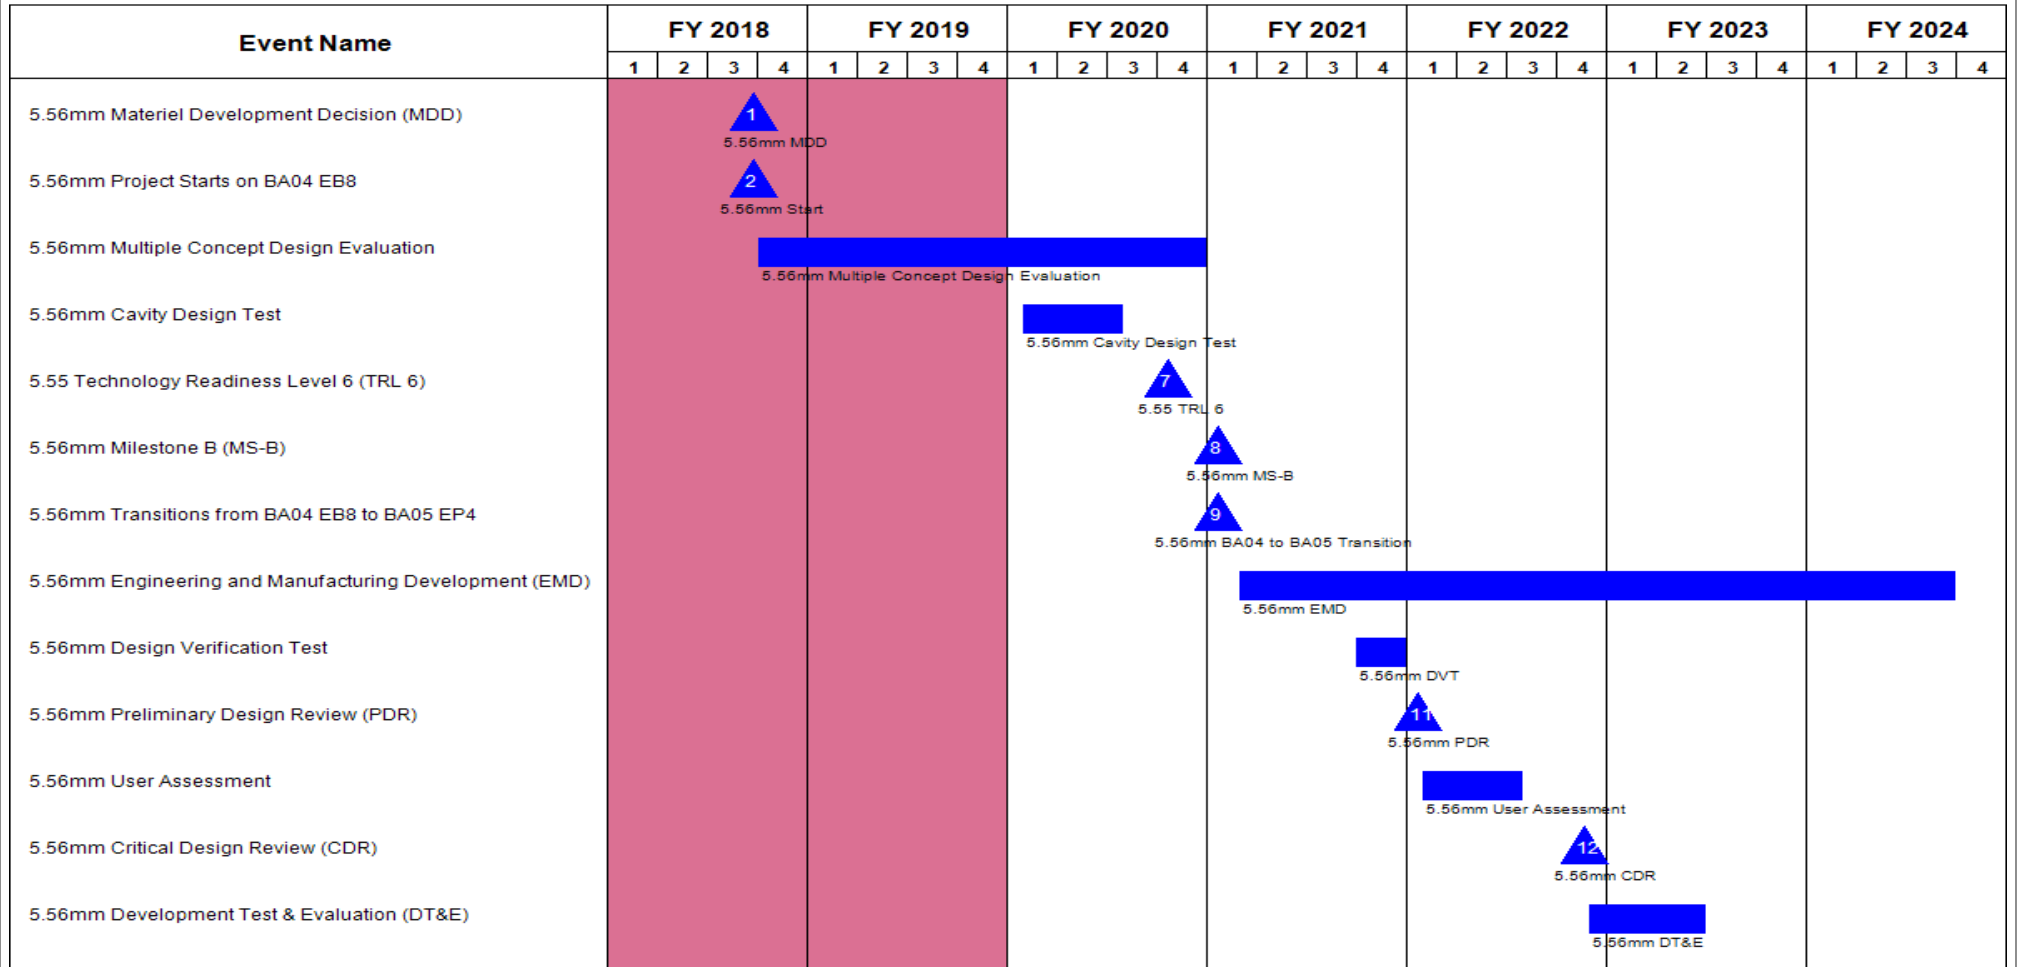 Event Name FY 2018 FY 2019 FY 2020 FY 2021 FY 2022 FY 2023 FY 2024
1 2 3 4 1 2 3 4 1 2 3 4 1 2 3 4 1 2 3 4 1 2 3 4 1 2 3 4
5.56mm Materiel Development Decision (MDD) 1
5.56mm MDD
5.56mm Project Starts on BA04 EB8 2
5.56mm Start
5.56mm Multiple Concept Design Evaluation
5.56mm Multiple Concept Design Evaluation
5.56mm Cavity Design Test
5.56mm Cavity Design Test
5.55 Technology Readiness Level 6 (TRL 6) 7
5.55 TRL 6
5.56mm Milestone B (MS-B) 8
5.56mm MS-B
5.56mm Transitions from BA04 EB8 to BA05 EP4 9
5.56mm BA04 to BA05 Transition
5.56mm Engineering and Manufacturing Development (EMD)
5.56mm EMD
5.56mm Design Verification Test
5.56mm DVT
5.56mm Preliminary Design Review (PDR) 11
5.56mm PDR
5.56mm User Assessment
5.56mm User Assessment
5.56mm Critical Design Review (CDR) 12
5.56mm CDR
5.56mm Development Test & Evaluation (DT&E)
5.56mm DT&E